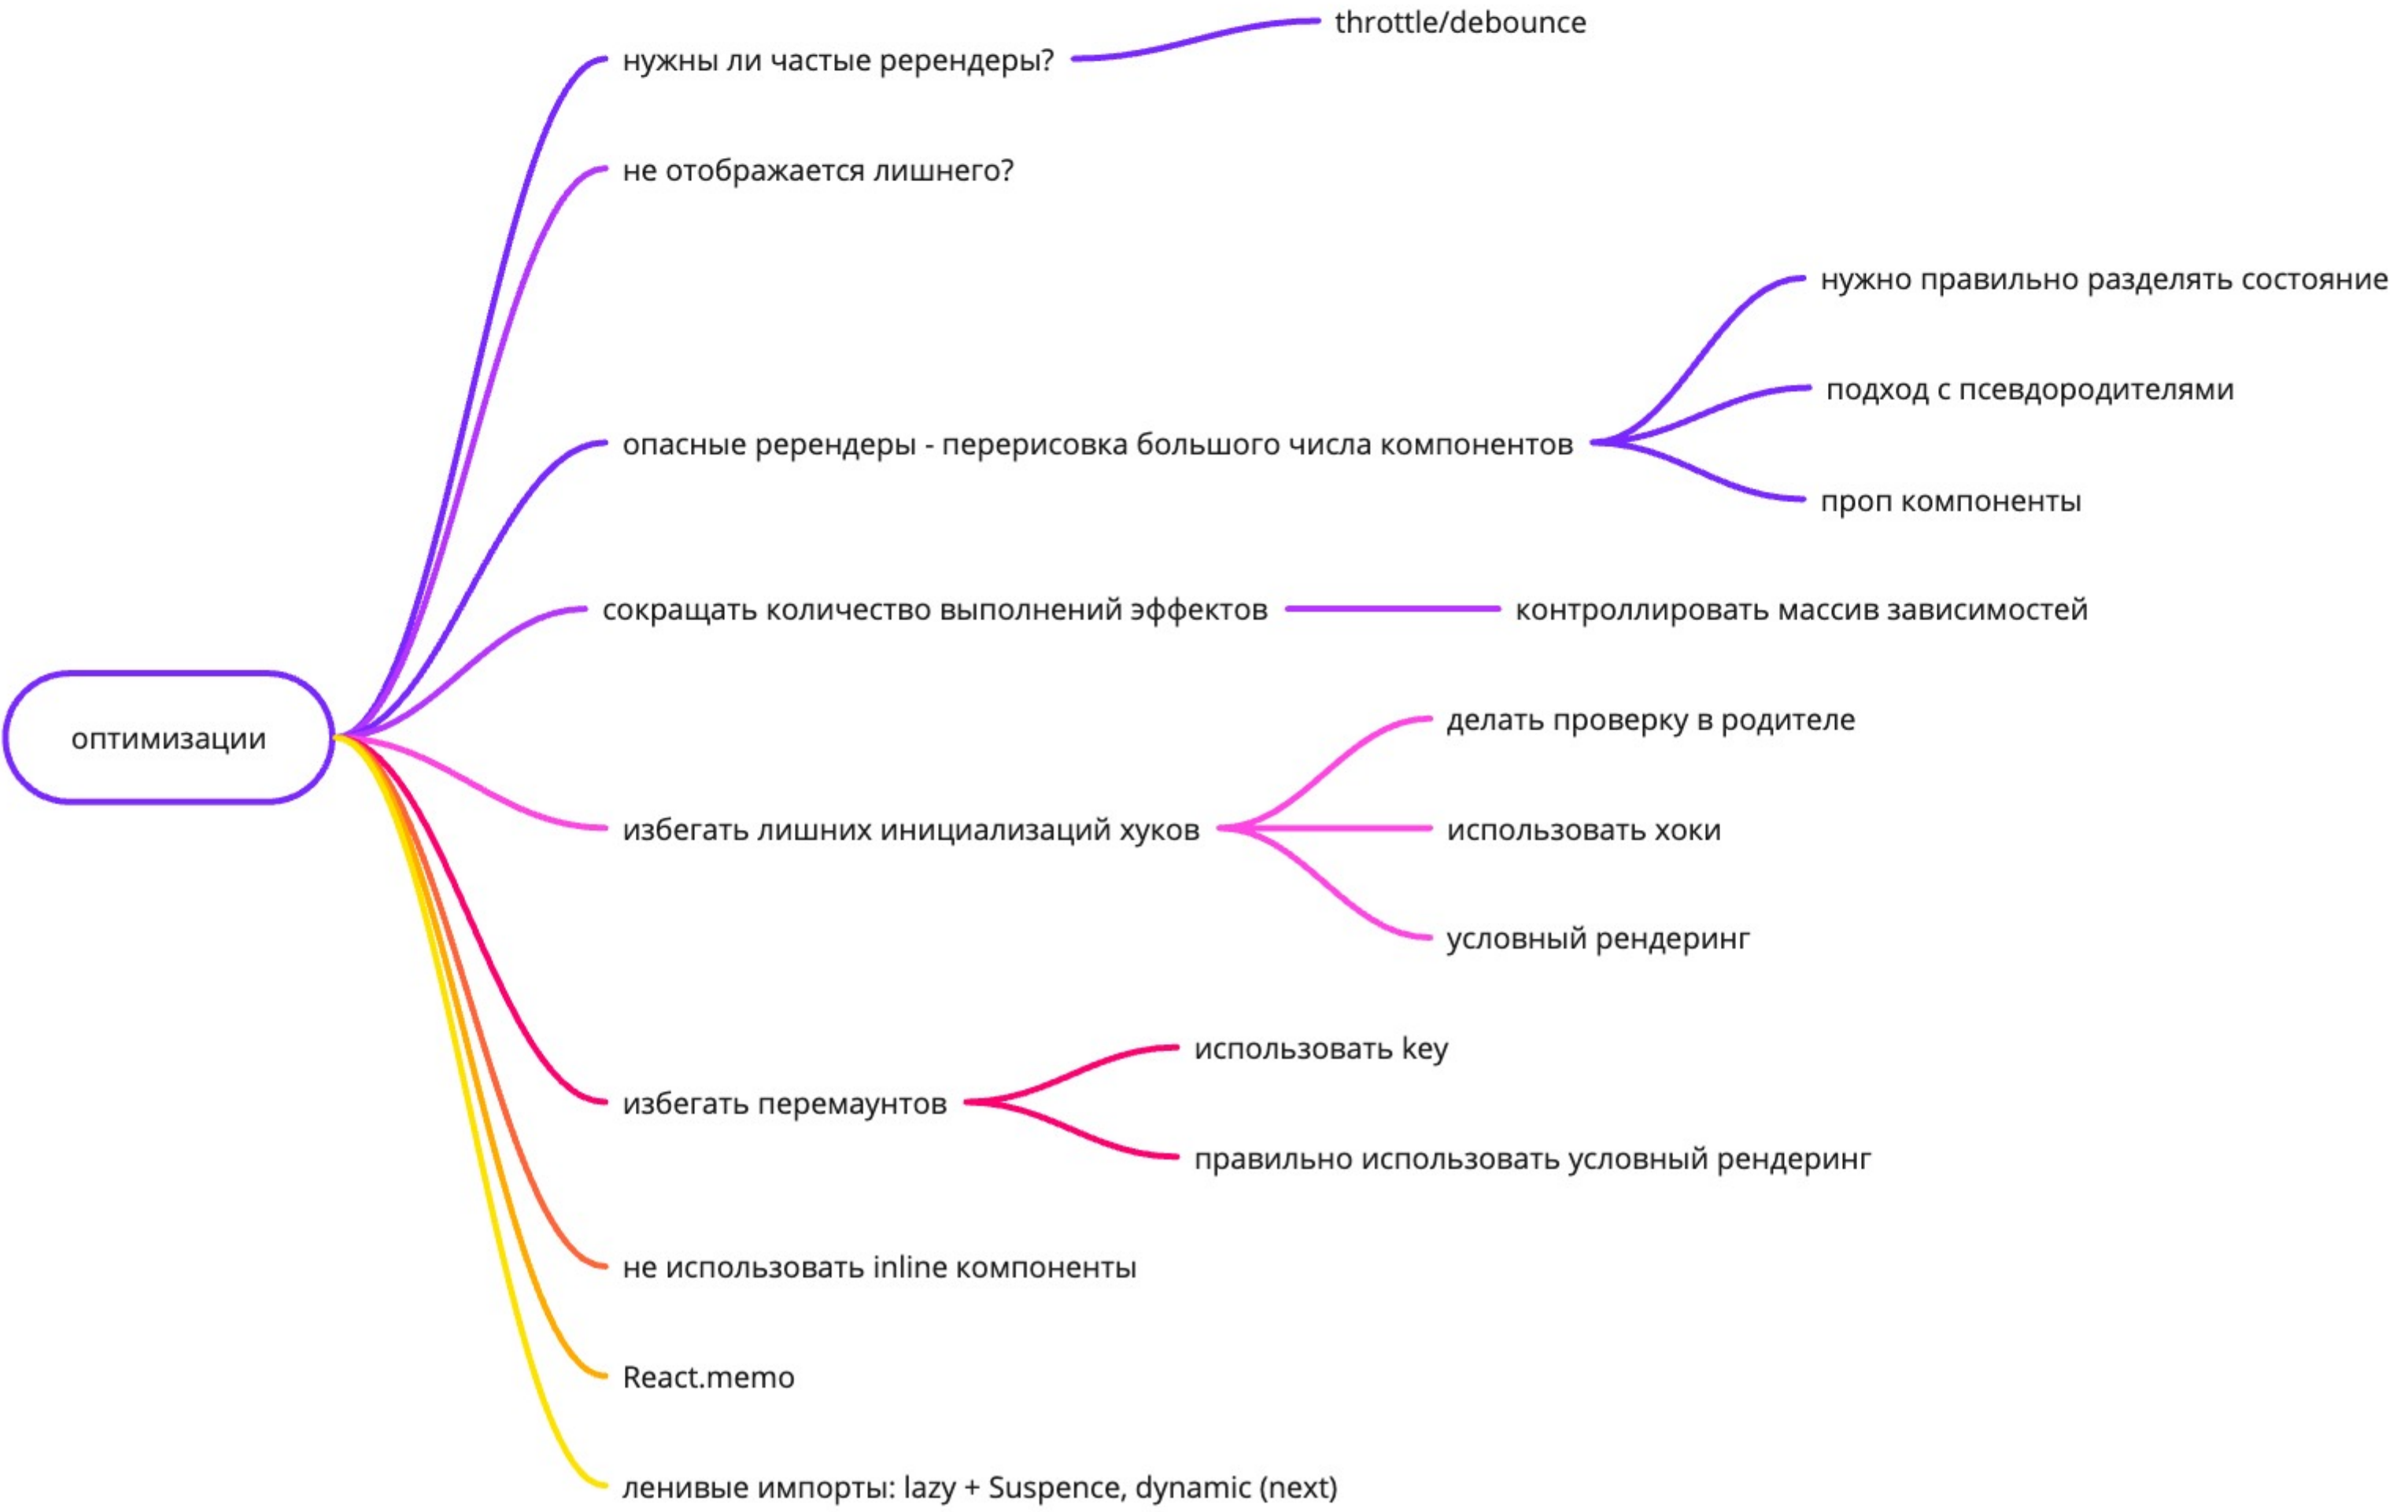 throttle/debounce
нужны ли частые ререндеры?
не отображается лишнего?
нужно правильно разделять состояние
подход с псевдородителями
опасные ререндеры - перерисовка большого числа компонентов
проп компоненты
сокращать количество выполнений эффектов
контроллировать массив зависимостей
делать проверку в родителе
оптимизации
избегать лишних инициализаций хуков
использовать хоки
условный рендеринг
использовать key
избегать перемаунтов
правильно использовать условный рендеринг
не использовать inline компоненты
React.memo
ленивые импорты: lazy + Suspence, dynamic (next)